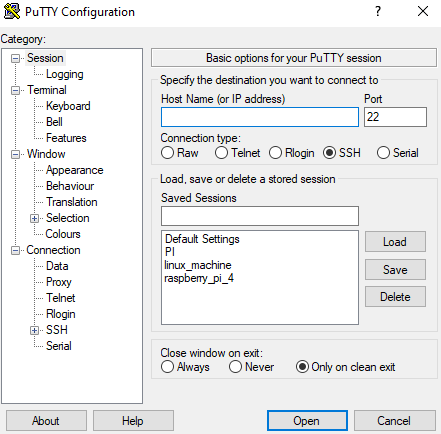 PuTTY Configuration
?
Category:
Session
Logging
Terminal
Keyboard
Bell
Features
Window
Appearance
Behaviour
Translation
Selection
Colours
Connection
Data
Proxy
Telnet
Rlogin
SSH
Serial
Basic options for your PuTTY session
Specify the destination you want to connect to
Host Name (or IP address) Port
22
Connection type:
Raw Telnet Rlogin SSH Serial
Load, save or delete a stored session
Saved Sessions
Default Settings
PI
linux_machine
raspberry_pi_4
Load
Save
Delete
Close window on exit:
Always Never Only on clean exit
About Help Open Cancel